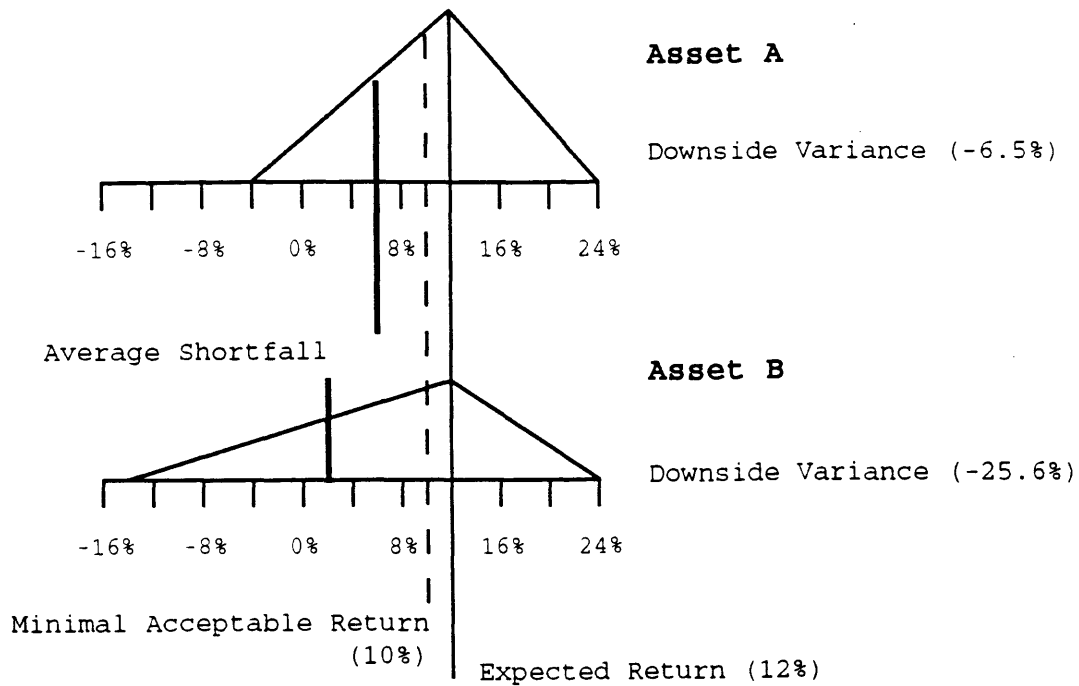 Asset A
Downside Variance (-6.5%)
-16% -8% 0% 8% 16% 24%
Average Shortfall
Asset B
Downside Variance (-25.6%)
-16% -8% 0% 8% 16% 24%
Minimal Acceptable Return
(10%)
Expected Return (12%)